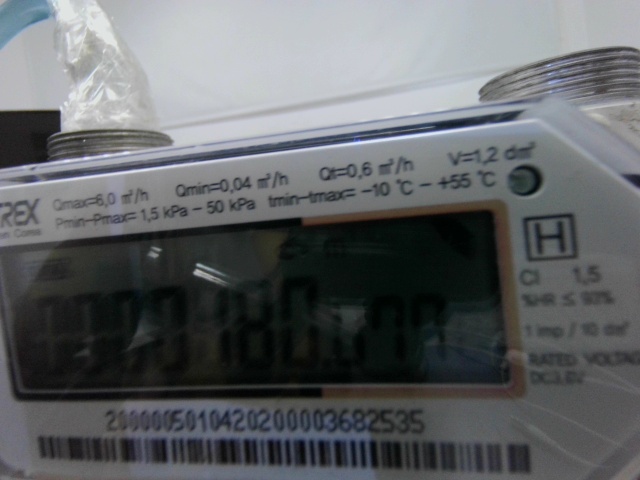 TREX Qmax=6,0 m³/h Qmin=0,04 m³/h Qt=0,6 m³/h V=1,2 dm³
Pmin-Pmax= 1,5 kPa - 50 kPa tmin-tmax= -10 °C - +55 °C
H
Cl 1,5
%HR ≤ 93%
1 imp / 10 dm³
RATED VOLTAGE
DC3,6V
20000050104202000003682535